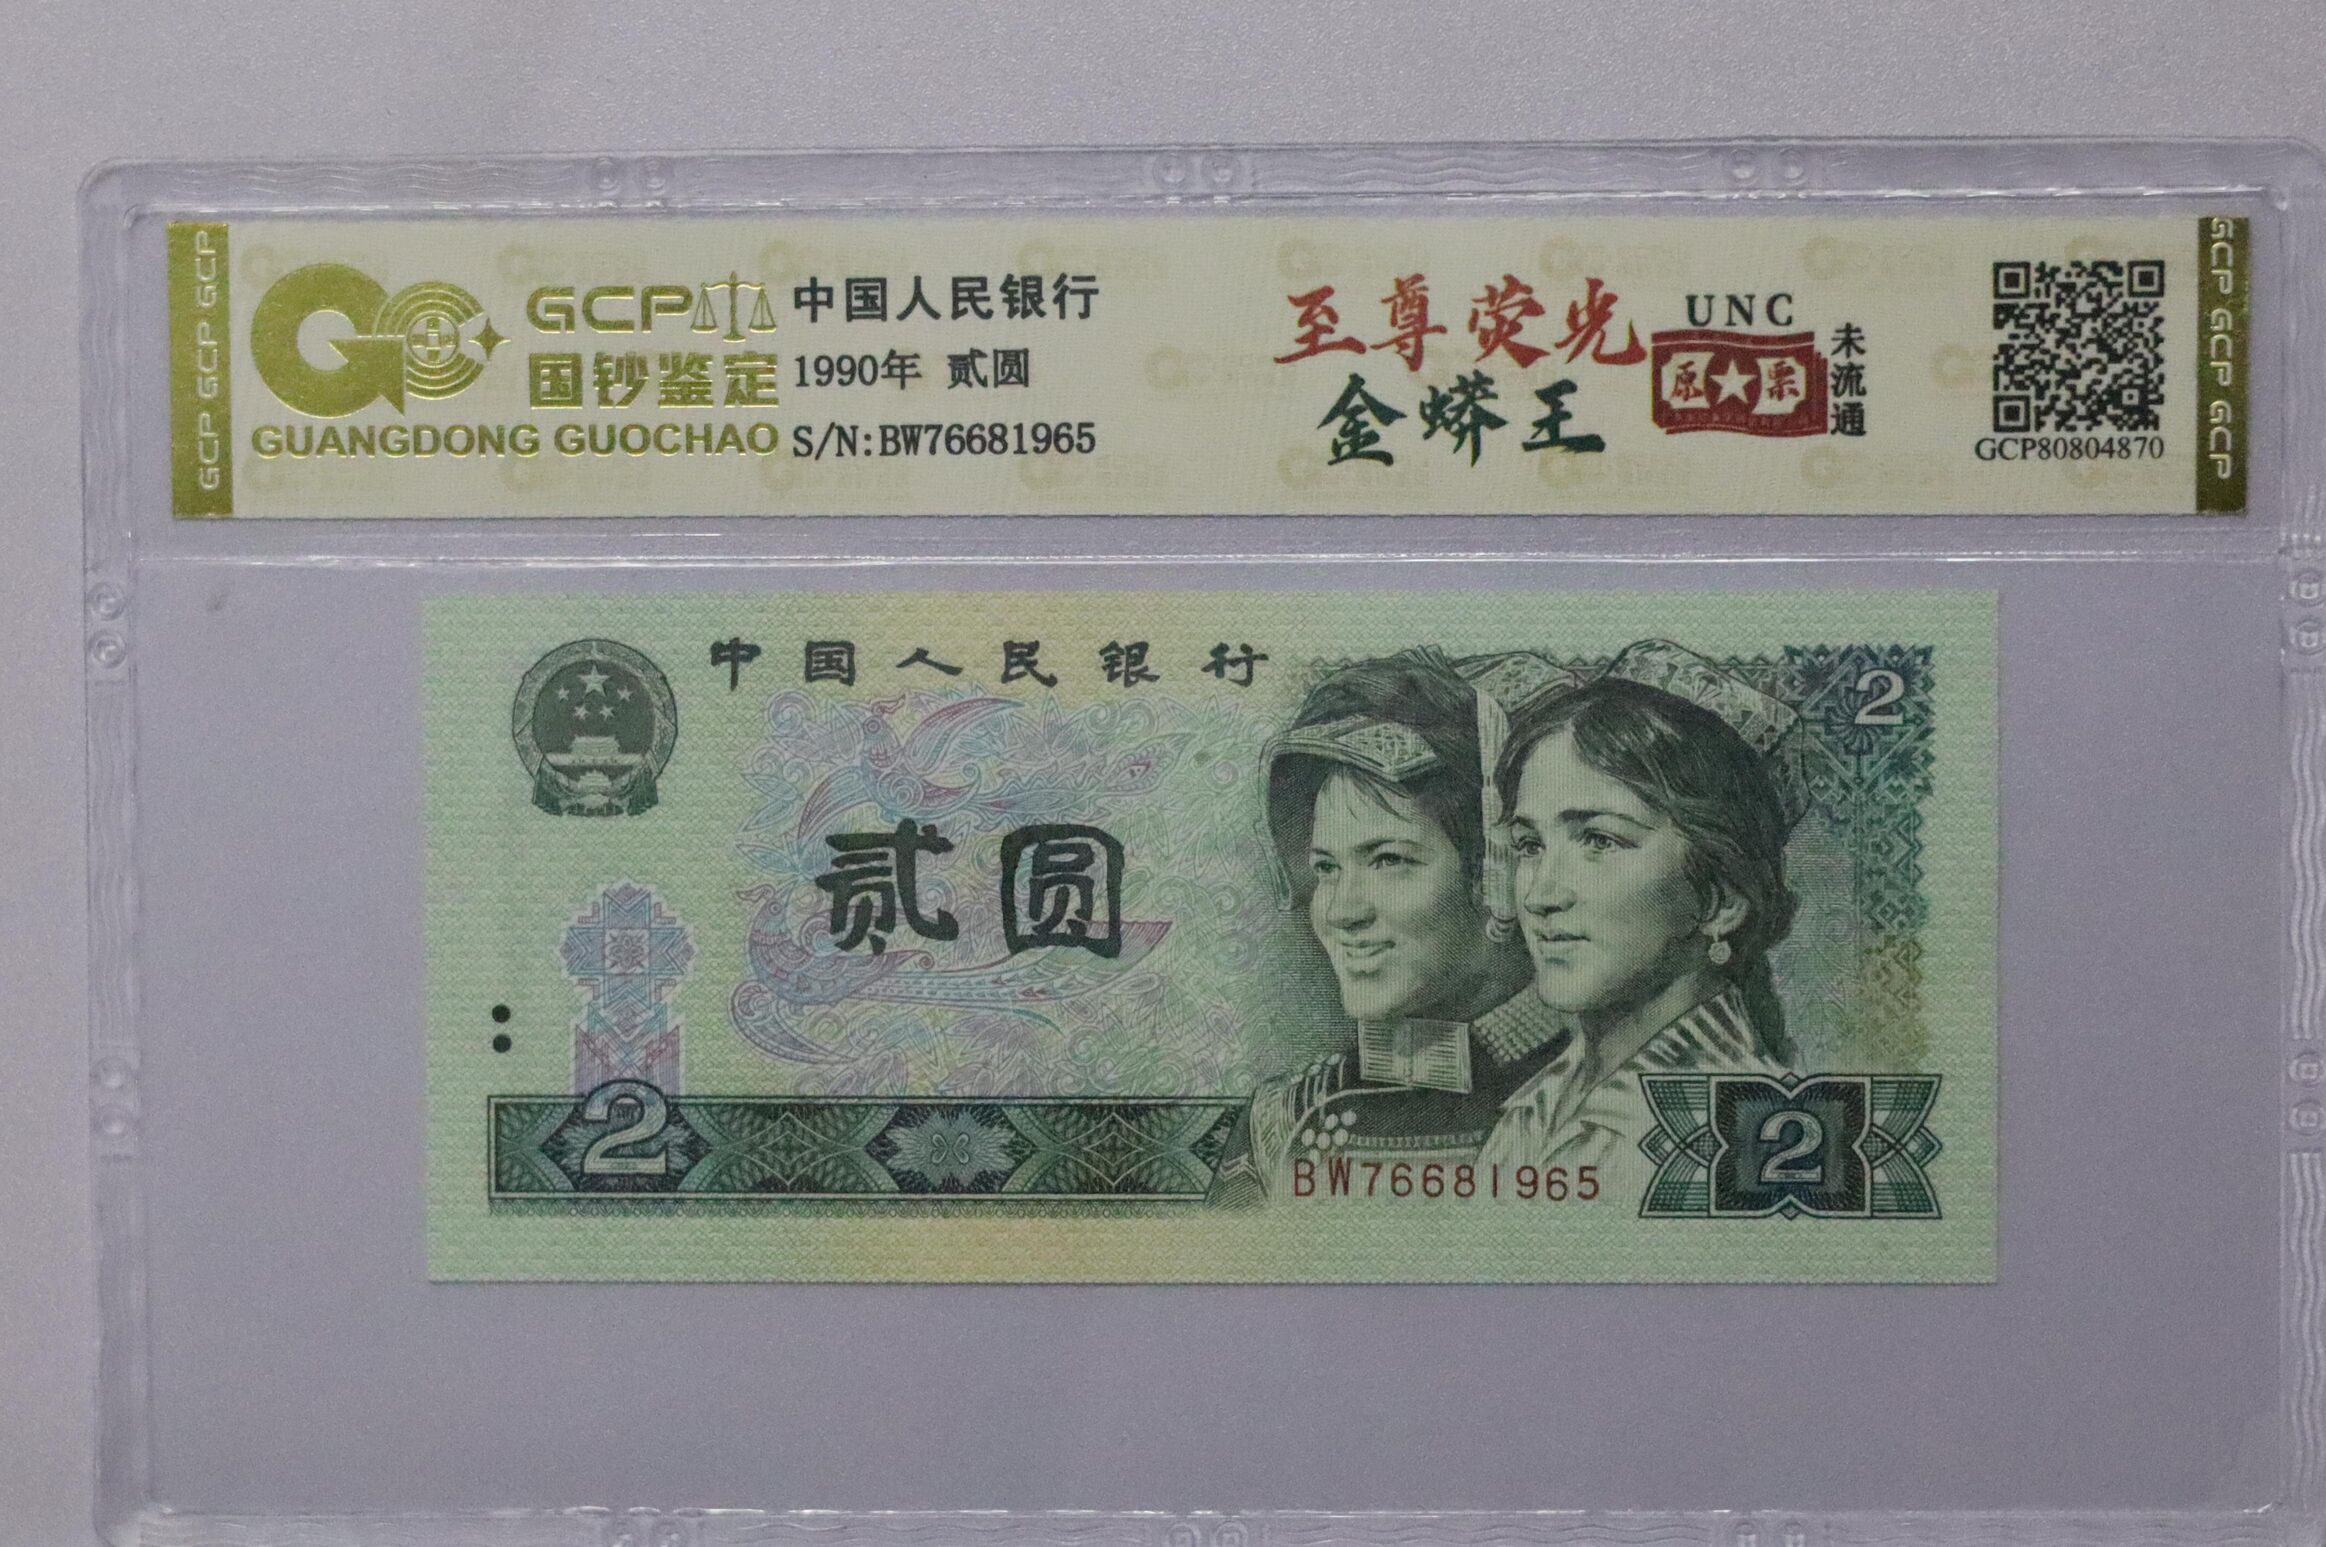 GCP GCP GCP
GCP
国钞鉴定
GUANGDONG GUOCHAO
中国人民银行
1990年 贰圆
S/N:BW76681965
至尊荧光
金蟒王
UNC
原★票
未流通
GCP80804870
GCP GCP GCP
中国人民银行
2
贰圆
2
BW76681965
2